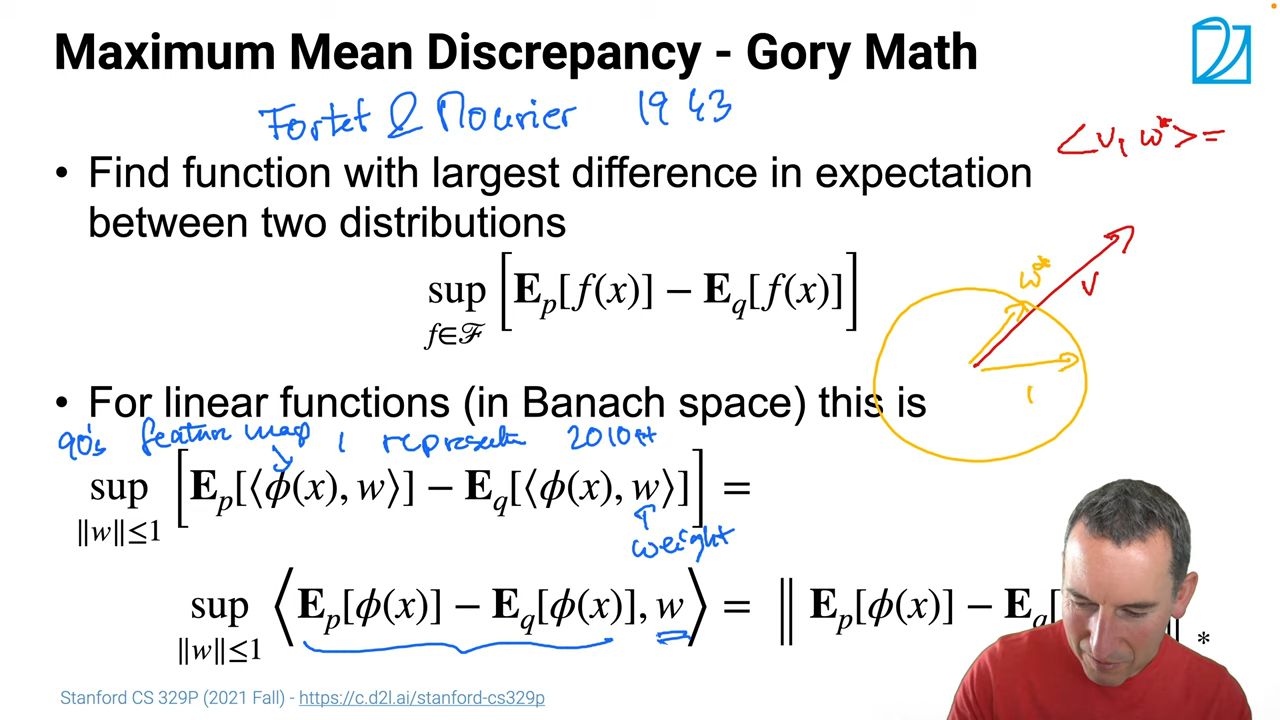 Maximum Mean Discrepancy - Gory Math
Fortet & Mourier 1943
<v, w*> =
• Find function with largest difference in expectation
between two distributions
sup [E_p[f(x)] − E_q[f(x)]]
f∈ℱ
w*
v
1
• For linear functions (in Banach space) this is
90's feature map / 2010
sup [E_p[⟨ϕ(x), w⟩] − E_q[⟨ϕ(x), w⟩]] =
‖w‖≤1
weight
sup ⟨E_p[ϕ(x)] − E_q[ϕ(x)], w⟩ = ‖ E_p[ϕ(x)] − E_q[ ‖ *
‖w‖≤1
Stanford CS 329P (2021 Fall) - https://c.d2l.ai/stanford-cs329p